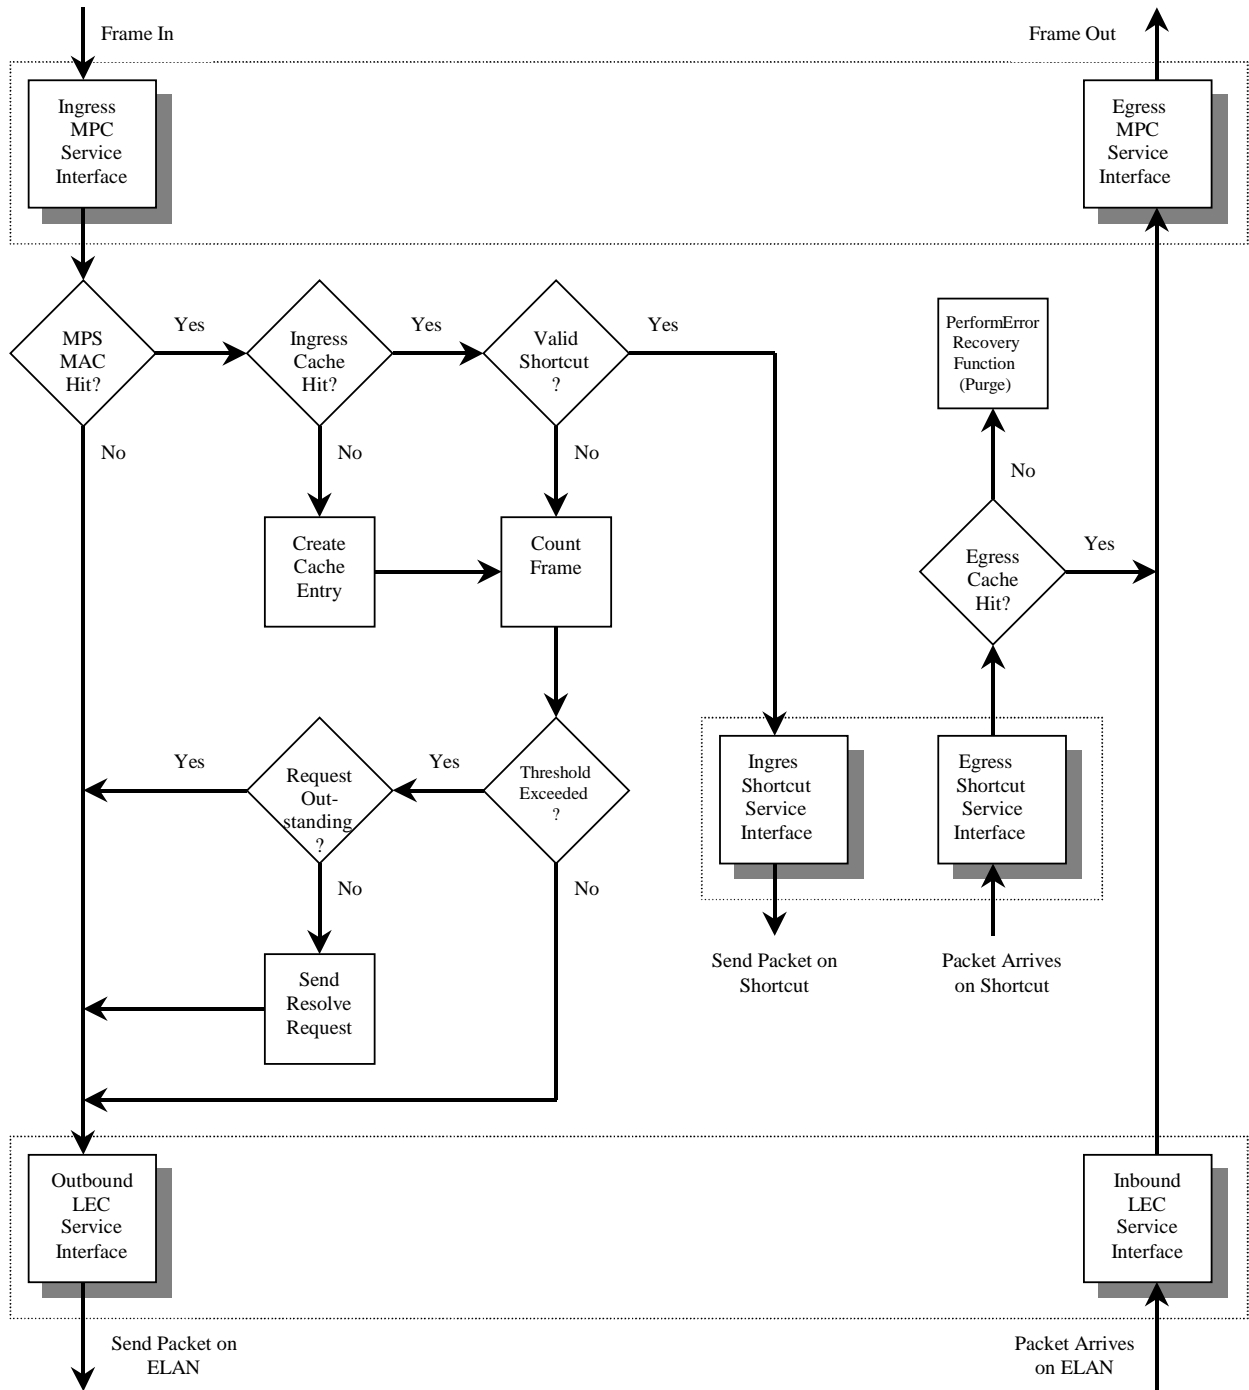 Frame In
Frame Out
Ingress
MPC
Service
Interface
Egress
MPC
Service
Interface
MPS
MAC
Hit?
Yes
No
Ingress
Cache
Hit?
Yes
No
Valid
Shortcut
?
Yes
No
PerformError
Recovery
Function
(Purge)
No
Create
Cache
Entry
Count
Frame
Egress
Cache
Hit?
Yes
Yes
Request
Out-
standing
?
No
Yes
Threshold
Exceeded
?
No
Ingres
Shortcut
Service
Interface
Egress
Shortcut
Service
Interface
Send
Resolve
Request
Send Packet on
Shortcut
Packet Arrives
on Shortcut
Outbound
LEC
Service
Interface
Inbound
LEC
Service
Interface
Send Packet on
ELAN
Packet Arrives
on ELAN